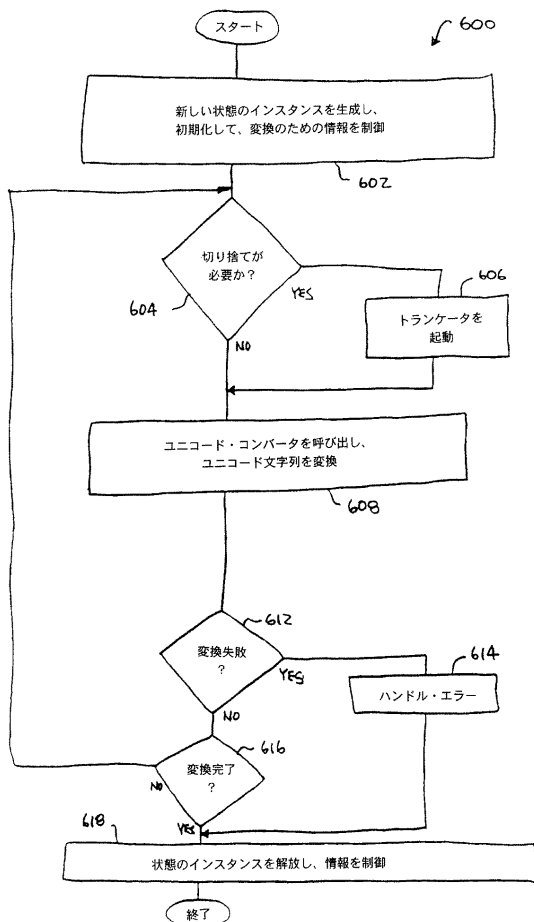 スタート
600
新しい状態のインスタンスを生成し、
初期化して、変換のための情報を制御
602
切り捨てが
必要か?
604
YES
606
トランケータを
起動
NO
ユニコード・コンバータを呼び出し、
ユニコード文字列を変換
608
612
変換失敗
?
YES
614
ハンドル・エラー
NO
616
変換完了
?
NO
YES
618
状態のインスタンスを解放し、情報を制御
終了